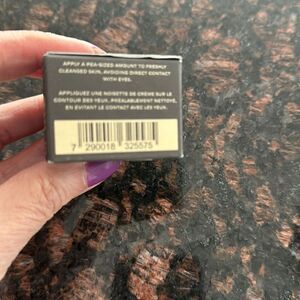 APPLY A PEA-SIZED AMOUNT TO FRESHLY
CLEANSED SKIN, AVOIDING DIRECT CONTACT
WITH EYES.
APPLIQUEZ UNE NOISETTE DE CRÈME SUR LE
CONTOUR DES YEUX, PRÉALABLEMENT NETTOYÉ,
EN ÉVITANT LE CONTACT AVEC LES YEUX.
7 290018 325575